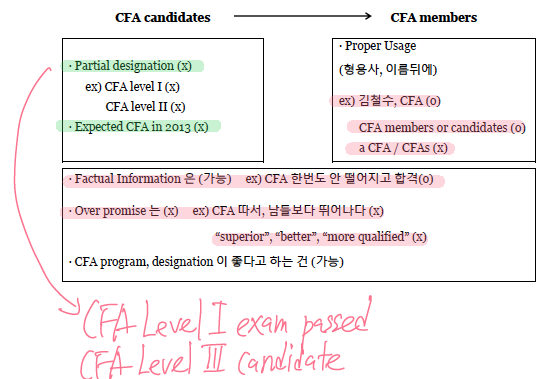 CFA candidates → CFA members
· Partial designation (x)
ex) CFA level I (x)
CFA level II (x)
· Expected CFA in 2013 (x)
· Proper Usage
(형용사, 이름뒤에)
ex) 김철수, CFA (o)
CFA members or candidates (o)
a CFA / CFAs (x)
· Factual Information 은 (가능) ex) CFA 한번도 안 떨어지고 합격(o)
· Over promise 는 (x) ex) CFA 따서, 남들보다 뛰어나다 (x)
“superior”, “better”, “more qualified” (x)
· CFA program, designation 이 좋다고 하는 건 (가능)
CFA Level I exam passed
CFA Level III candidate